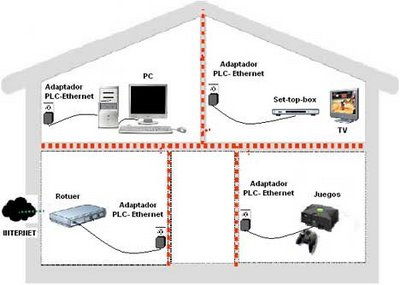 PC
Adaptador
PLC-Ethernet
Adaptador
PLC- Ethernet
Set-top-box
TV
Rotuer
Adaptador
PLC- Ethernet
INTERNET
Adaptador
PLC- Ethernet
Juegos